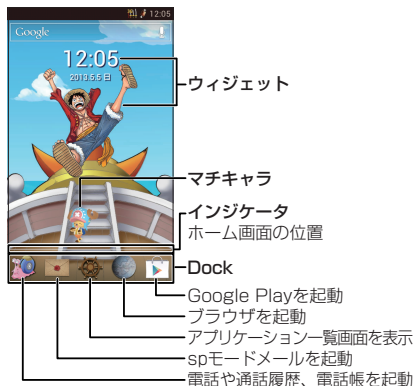 12:05
Google
12:05
2013.5.5 日
ウィジェット
マチキャラ
インジケータ
ホーム画面の位置
Dock
Google Playを起動
ブラウザを起動
アプリケーション一覧画面を表示
spモードメールを起動
電話や通話履歴、電話帳を起動